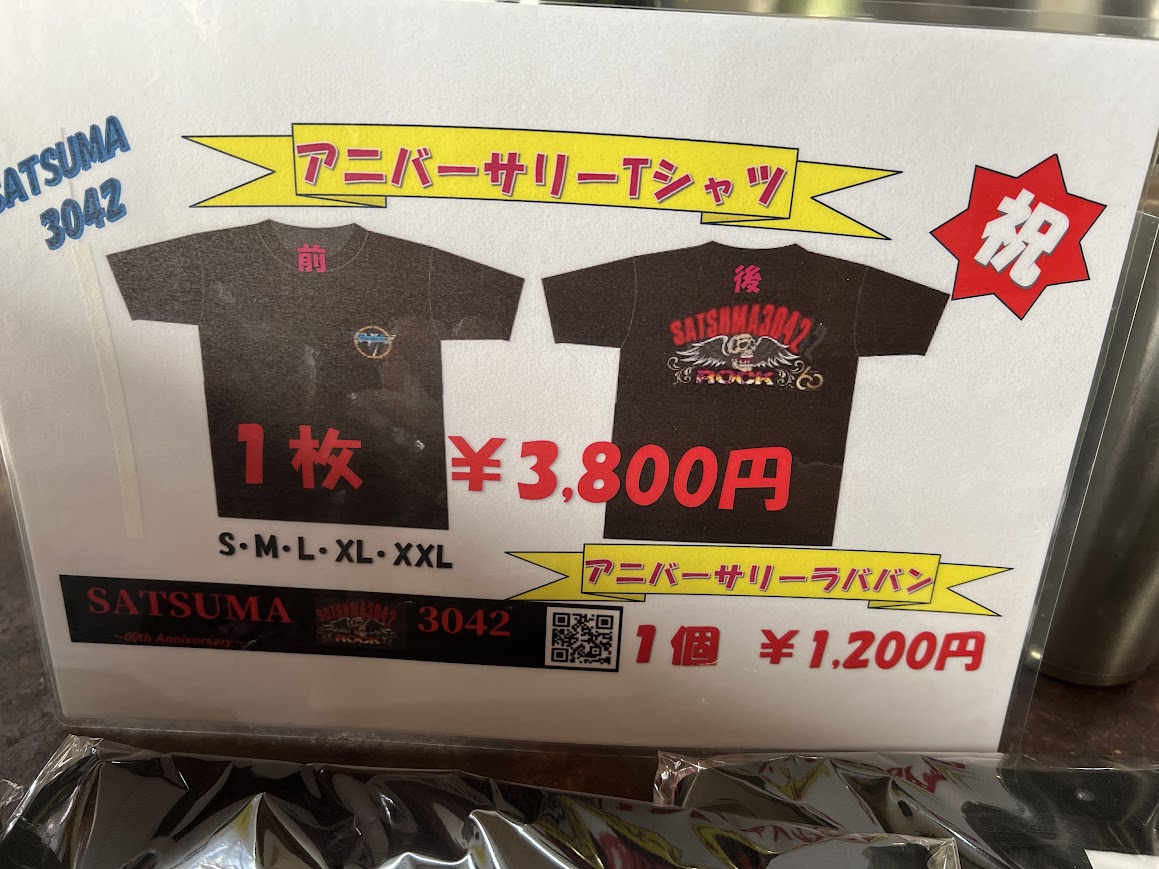 SATSUMA
3042
アニバーサリーTシャツ
祝
前
後
SATSUMA3042
ROCK
60
1枚 ¥3,800円
S・M・L・XL・XXL
アニバーサリーラババン
SATSUMA
SATSUMA3042
ROCK
3042
~60th Anniversary~
1個 ¥1,200円